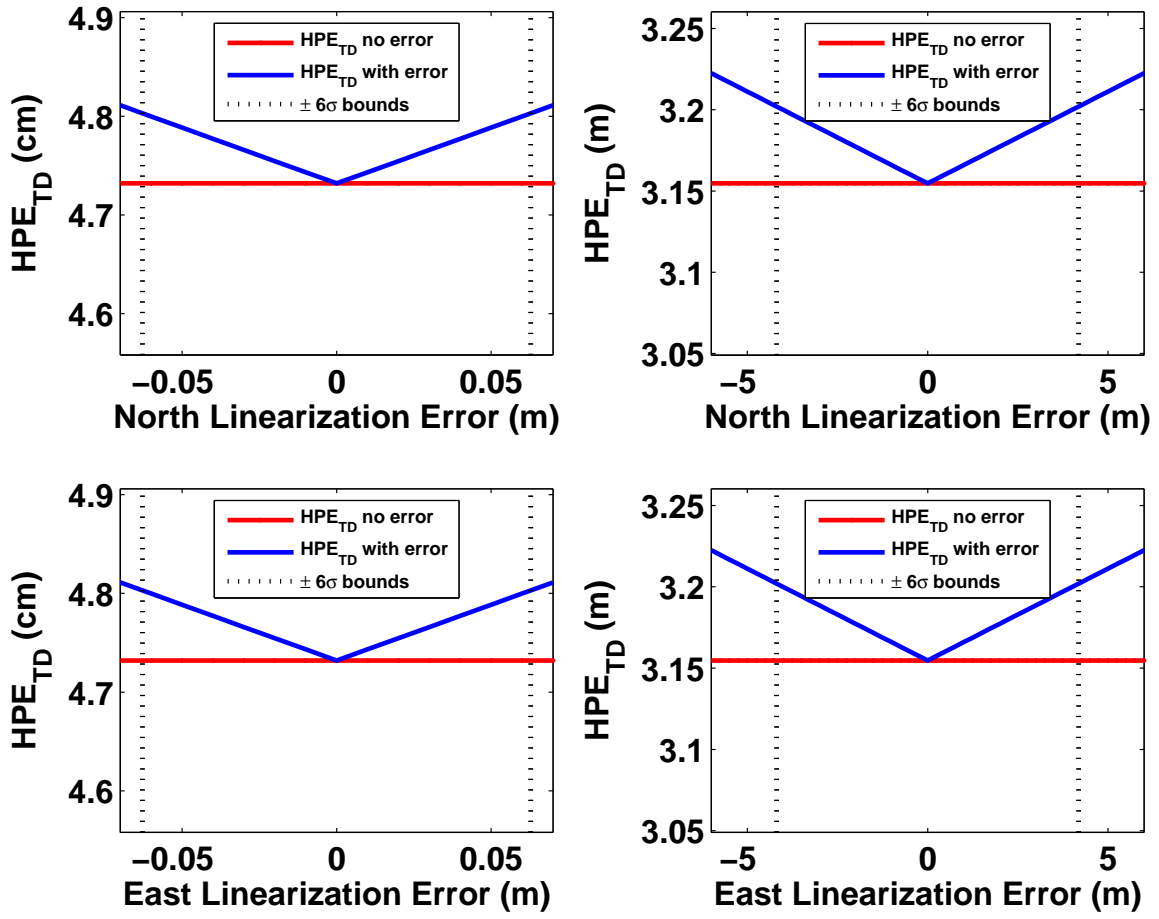 HPE_TD (cm)
4.9
4.8
4.7
4.6
HPE_TD no error
HPE_TD with error
± 6σ bounds
−0.05 0 0.05
North Linearization Error (m)
HPE_TD (m)
3.25
3.2
3.15
3.1
3.05
HPE_TD no error
HPE_TD with error
± 6σ bounds
−5 0 5
North Linearization Error (m)
HPE_TD (cm)
4.9
4.8
4.7
4.6
HPE_TD no error
HPE_TD with error
± 6σ bounds
−0.05 0 0.05
East Linearization Error (m)
HPE_TD (m)
3.25
3.2
3.15
3.1
3.05
HPE_TD no error
HPE_TD with error
± 6σ bounds
−5 0 5
East Linearization Error (m)